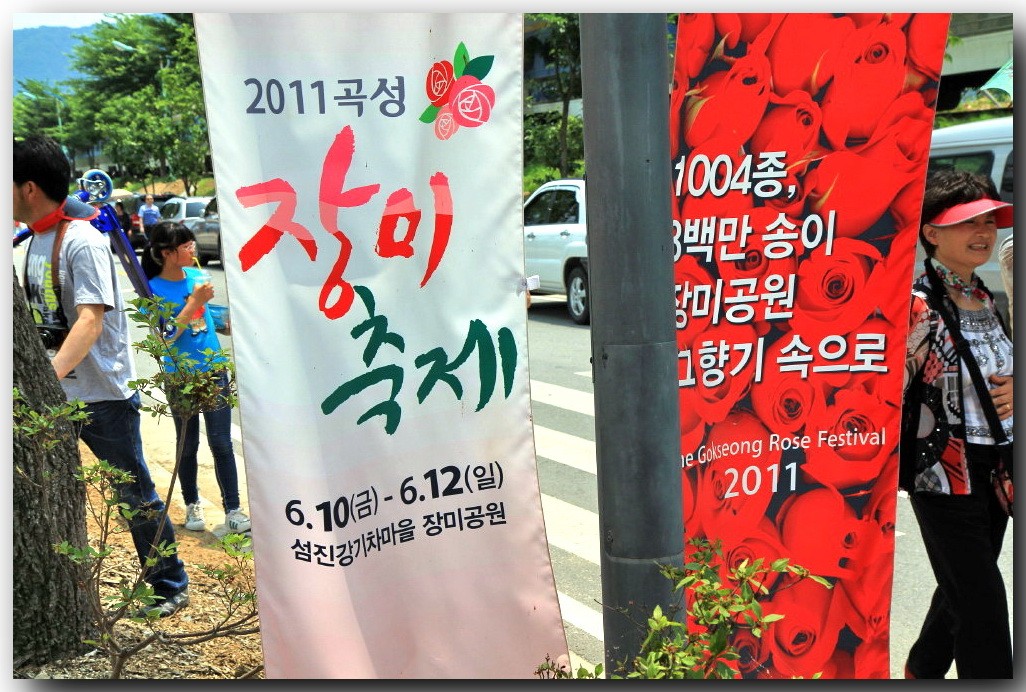 2011곡성
장미
축제
6.10(금) - 6.12(일)
섬진강기차마을 장미공원
1004종,
3백만 송이
장미공원
그향기 속으로
The Gokseong Rose Festival
2011